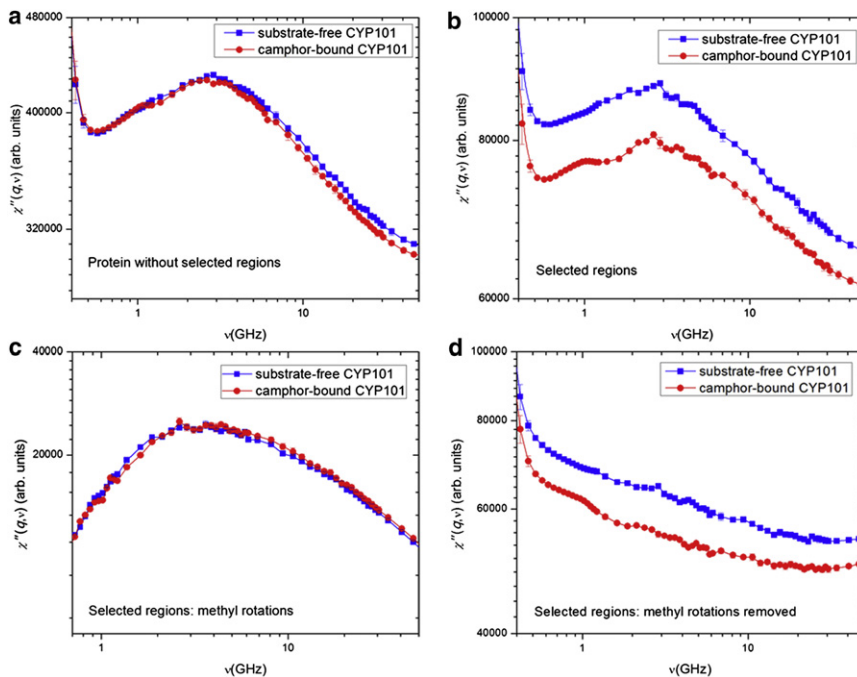 a
480000
400000
320000
χ''(q,ν) (arb. units)
substrate-free CYP101
camphor-bound CYP101
Protein without selected regions
1
10
ν(GHz)
b
100000
80000
60000
χ''(q,ν) (arb. units)
substrate-free CYP101
camphor-bound CYP101
Selected regions
1
10
ν(GHz)
c
40000
20000
χ''(q,ν) (arb. units)
substrate-free CYP101
camphor-bound CYP101
Selected regions: methyl rotations
1
10
ν(GHz)
d
100000
80000
60000
40000
χ''(q,ν) (arb. units)
substrate-free CYP101
camphor-bound CYP101
Selected regions: methyl rotations removed
1
10
ν(GHz)